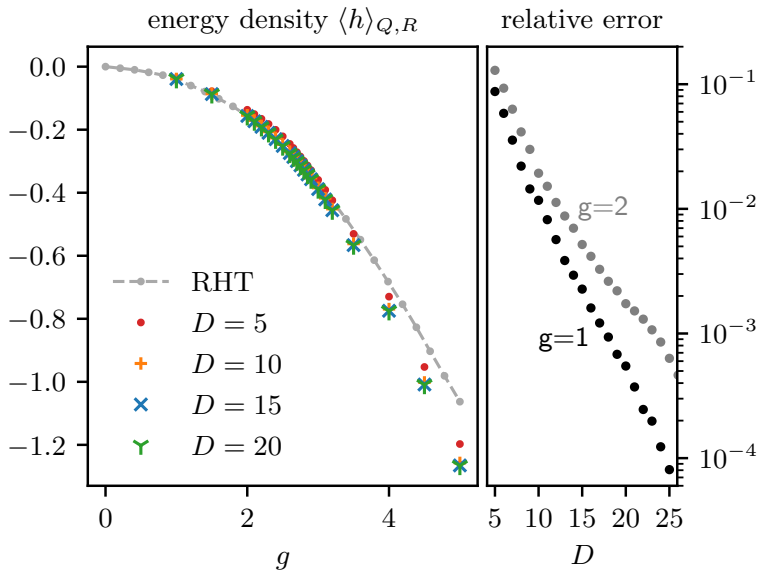 energy density ⟨h⟩Q,R
relative error
0.0
−0.2
−0.4
−0.6
−0.8
−1.0
−1.2
RHT
D = 5
D = 10
D = 15
D = 20
0
2
4
g
g=2
g=1
10⁻¹
10⁻²
10⁻³
10⁻⁴
5
10
15
20
25
D